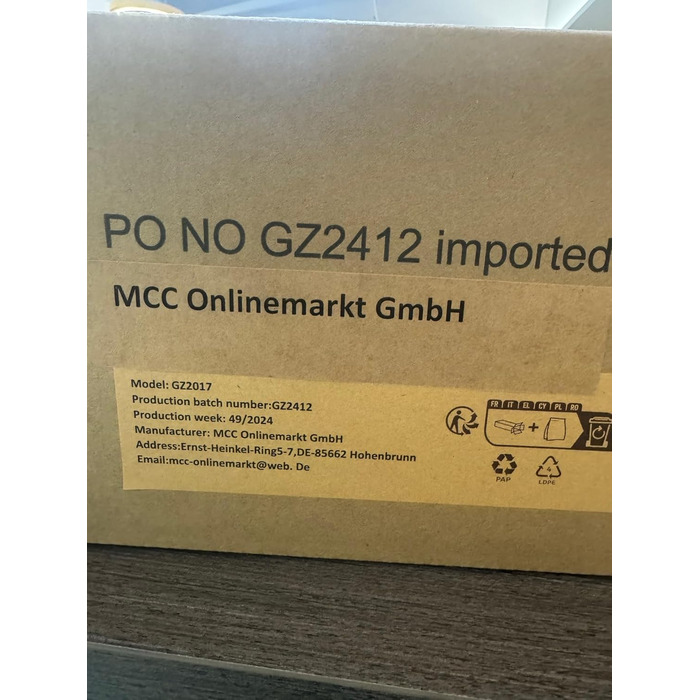 PO NO GZ2412 imported
MCC Onlinemarkt GmbH
Model: GZ2017
Production batch number:GZ2412
Production week: 49/2024
Manufacturer: MCC Onlinemarkt GmbH
Address:Ernst-Heinkel-Ring5-7,DE-85662 Hohenbrunn
Email:mcc-onlinemarkt@web. De
FR IT EL CY PL RO
+
PAP
4
LDPE